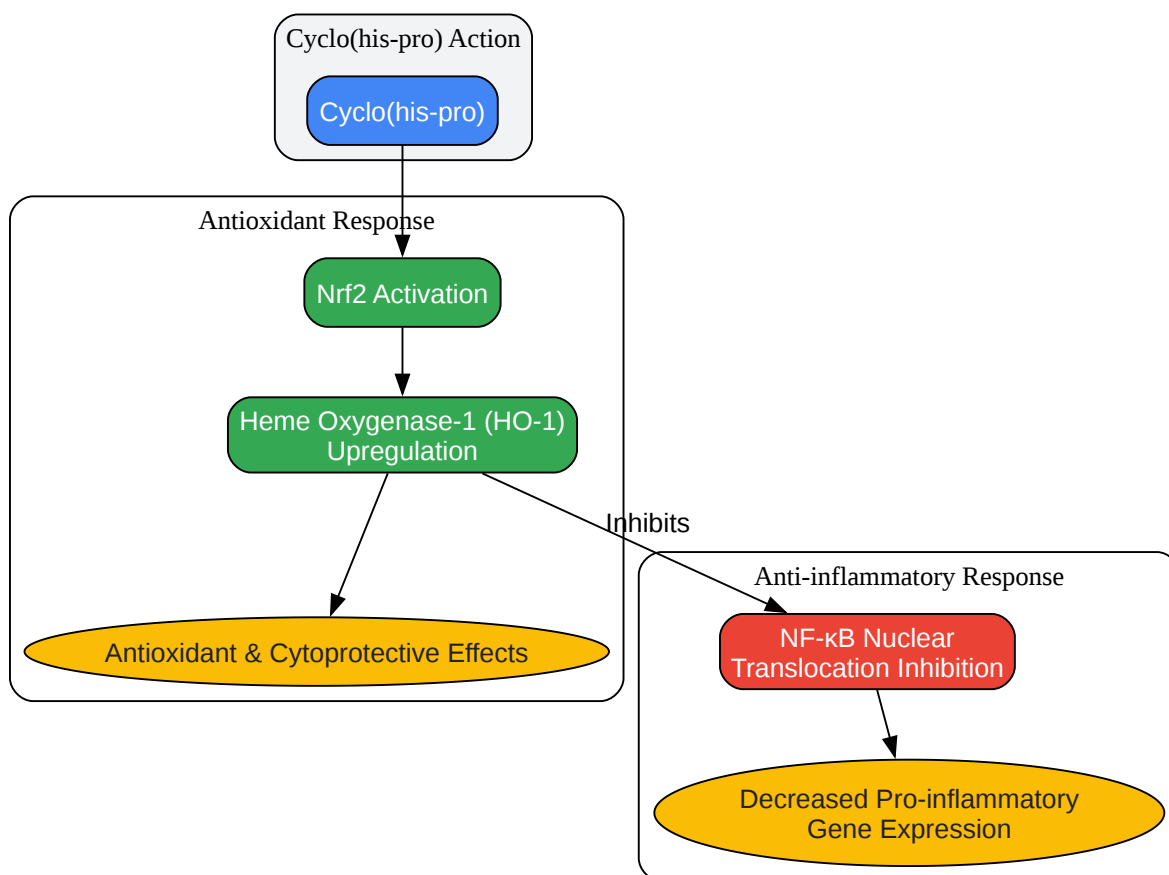 Cyclo(his-pro) Action
Cyclo(his-pro)
Antioxidant Response
Nrf2 Activation
Heme Oxygenase-1 (HO-1)
Upregulation
Inhibits
Antioxidant & Cytoprotective Effects
Anti-inflammatory Response
NF-κB Nuclear
Translocation Inhibition
Decreased Pro-inflammatory
Gene Expression